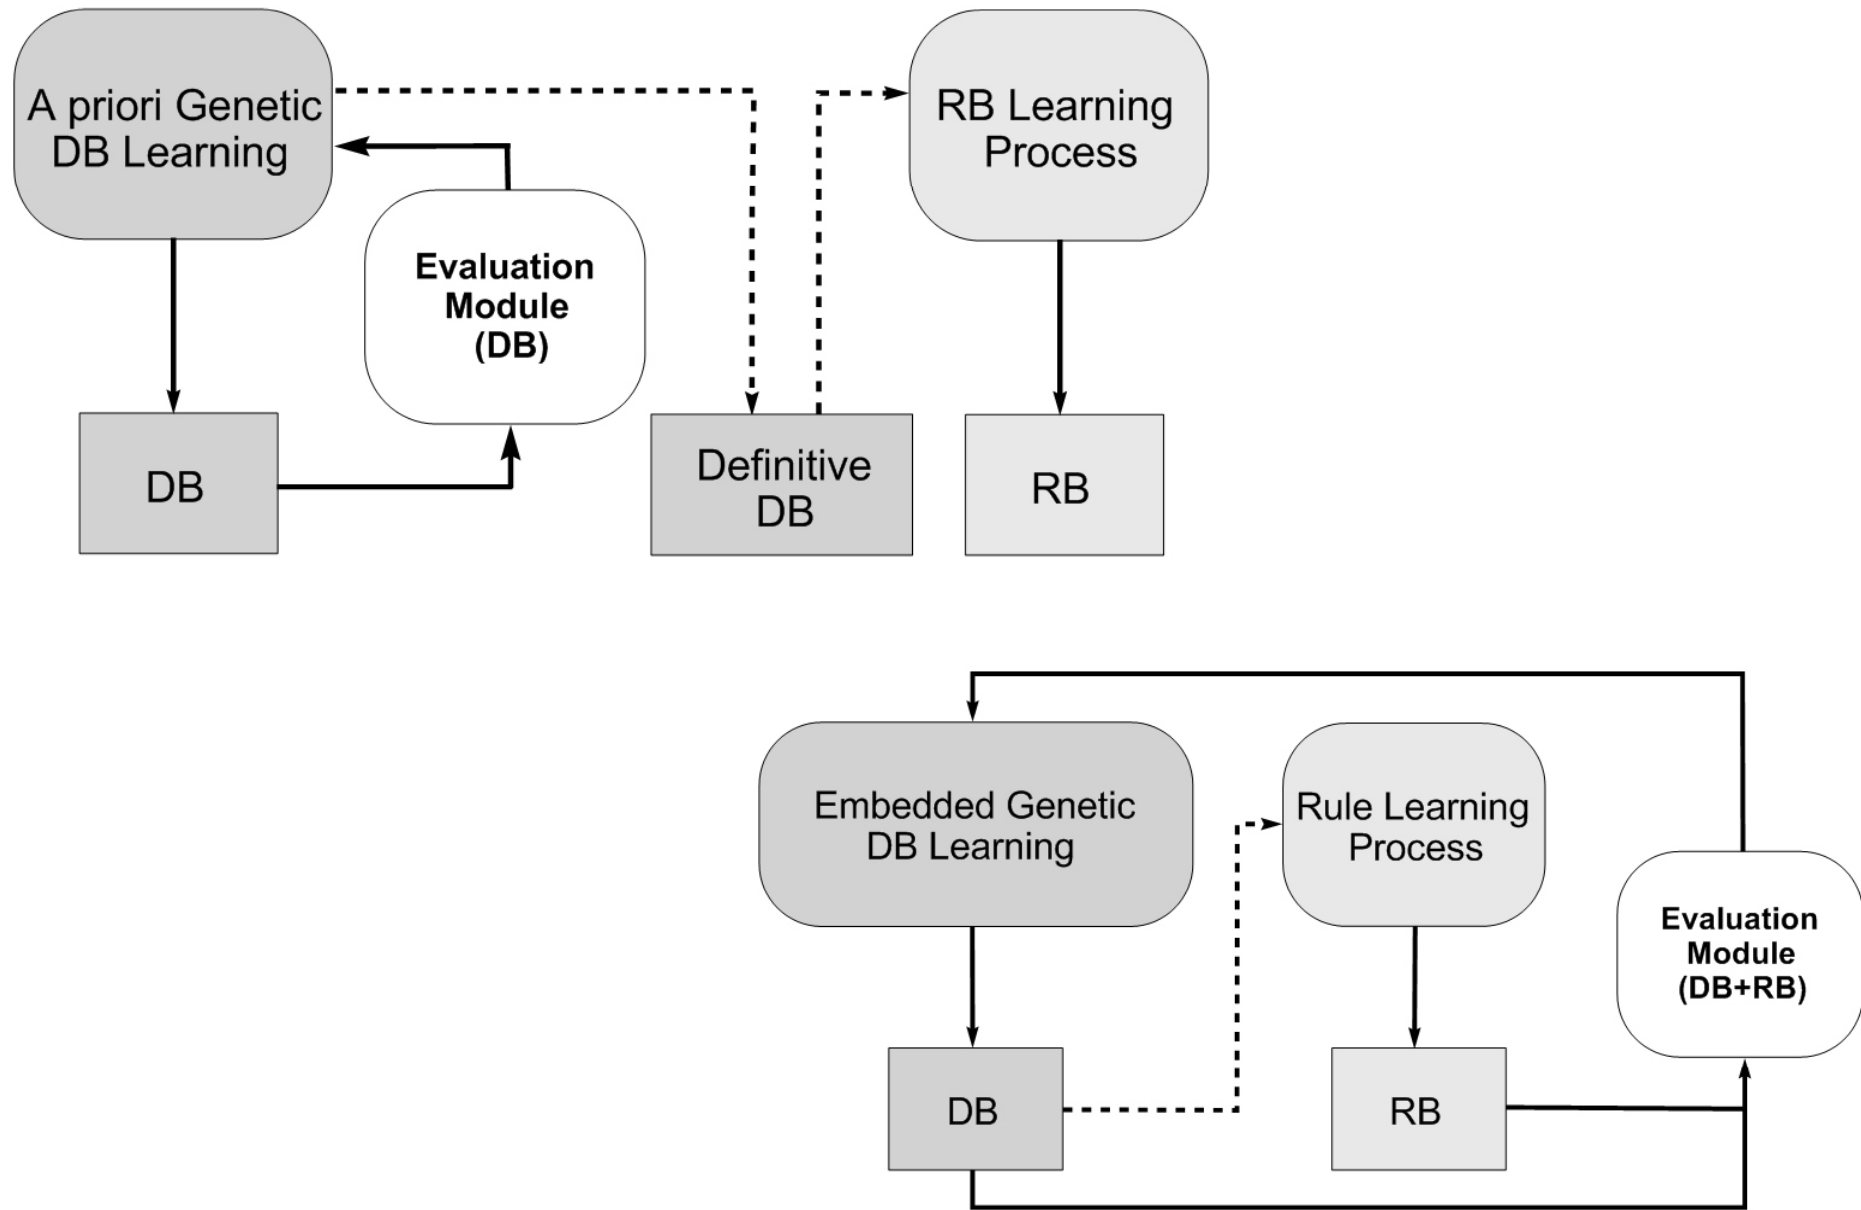 A priori Genetic
DB Learning
RB Learning
Process
Evaluation
Module
(DB)
DB
Definitive
DB
RB
Embedded Genetic
DB Learning
Rule Learning
Process
Evaluation
Module
(DB+RB)
DB
RB